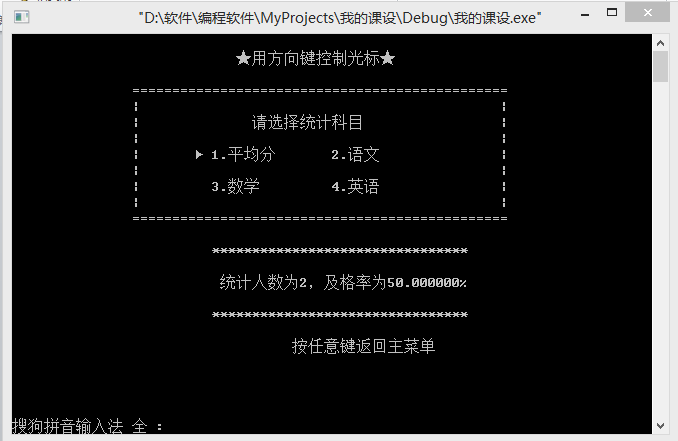 "D:\软件\编程软件\MyProjects\我的课设\Debug\我的课设.exe"
★用方向键控制光标★
===============================================
请选择统计科目
1.平均分 2.语文
3.数学 4.英语
===============================================
********************************
统计人数为2，及格率为50.000000%
********************************
按任意键返回主菜单
搜狗拼音输入法 全 :